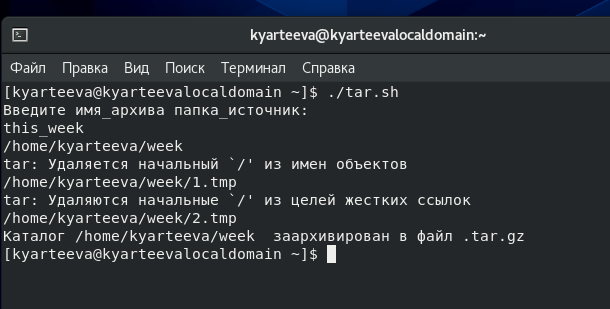 kyarteeva@kyarteevalocaldomain:~
Файл Правка Вид Поиск Терминал Справка
[kyarteeva@kyarteevalocaldomain ~]$ ./tar.sh
Введите имя_архива папка_источник:
this_week
/home/kyarteeva/week
tar: Удаляется начальный `/' из имен объектов
/home/kyarteeva/week/1.tmp
tar: Удаляются начальные `/' из целей жестких ссылок
/home/kyarteeva/week/2.tmp
Каталог /home/kyarteeva/week  заархивирован в файл .tar.gz
[kyarteeva@kyarteevalocaldomain ~]$